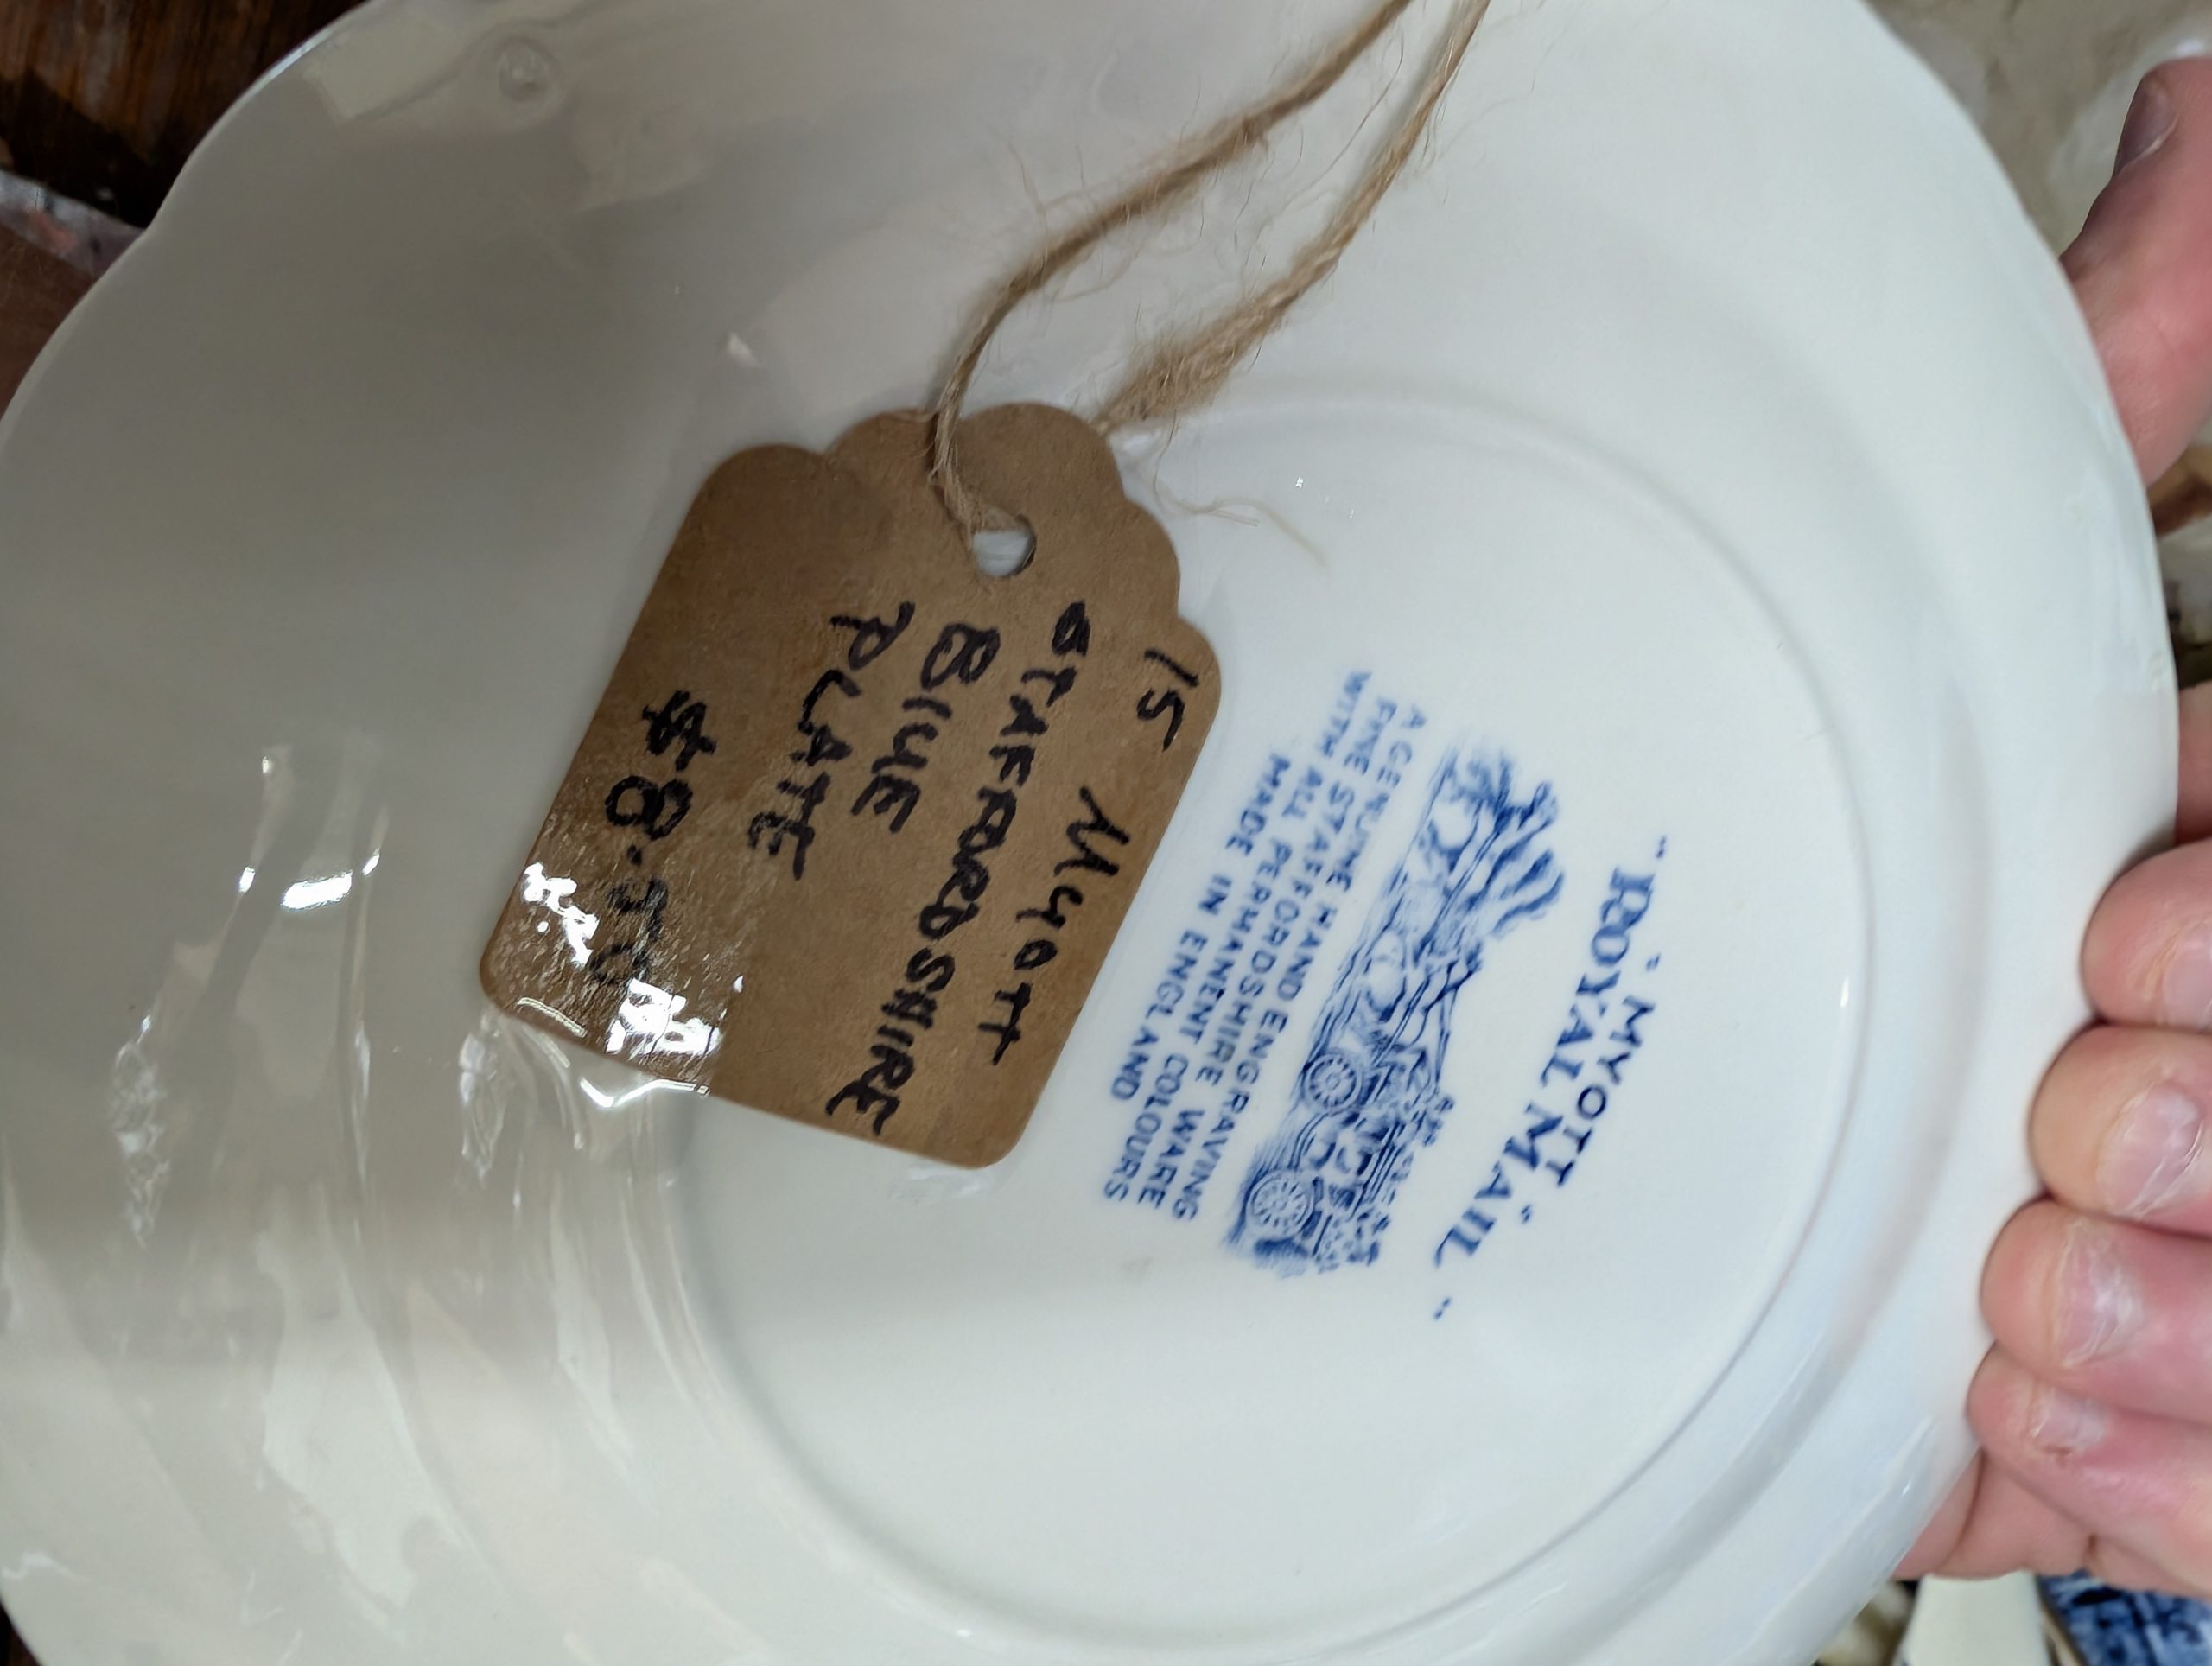 15
Myott
STAFFORDSHIRE
BlUE
PLATE
$8.50
"MYOTT"
"ROYAL MAIL"
A GENUINE HAND ENGRAVING
FINE STAFFORDSHIRE WARE
WITH ALL PERMANENT COLOURS
MADE IN ENGLAND